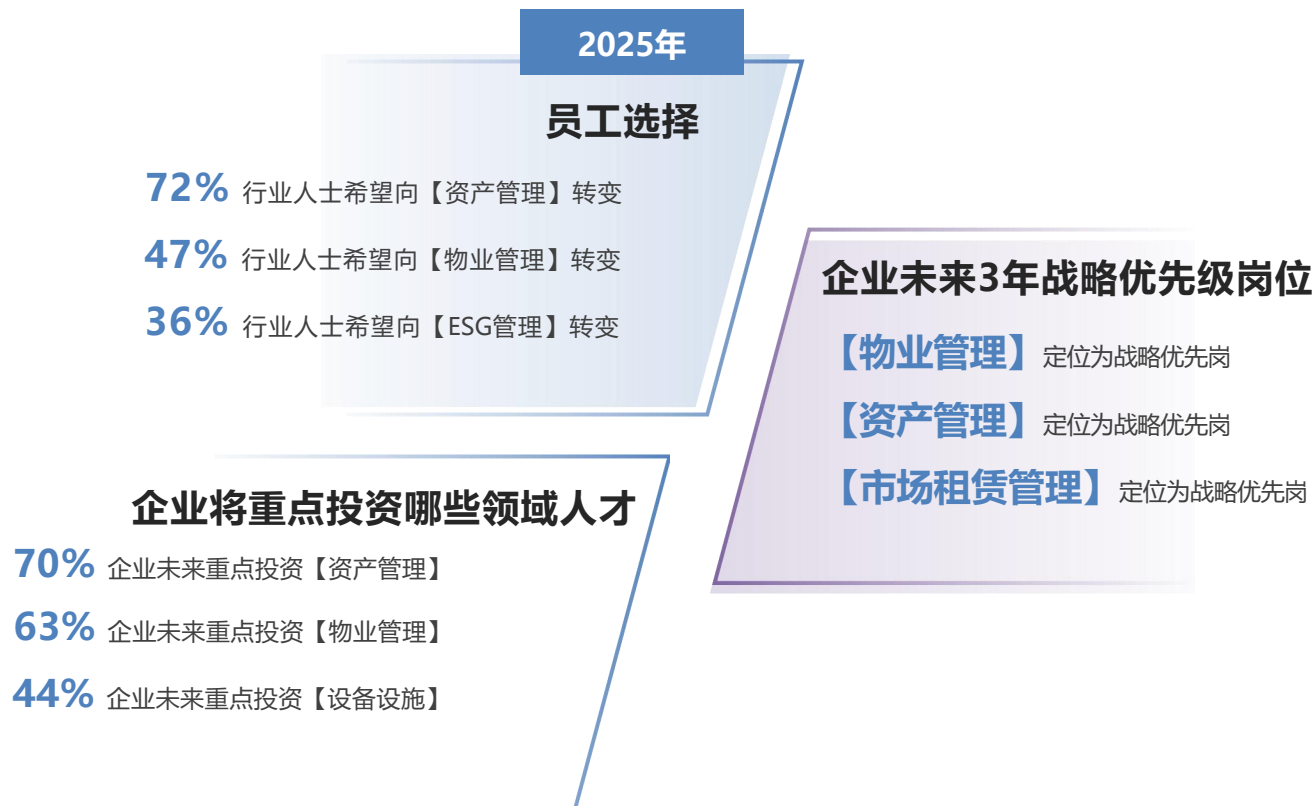 2025年
员工选择
72% 行业人士希望向【资产管理】转变
47% 行业人士希望向【物业管理】转变
36% 行业人士希望向【ESG管理】转变
企业未来3年战略优先级岗位
【物业管理】定位为战略优先岗
【资产管理】定位为战略优先岗
【市场租赁管理】定位为战略优先岗
企业将重点投资哪些领域人才
70% 企业未来重点投资【资产管理】
63% 企业未来重点投资【物业管理】
44% 企业未来重点投资【设备设施】